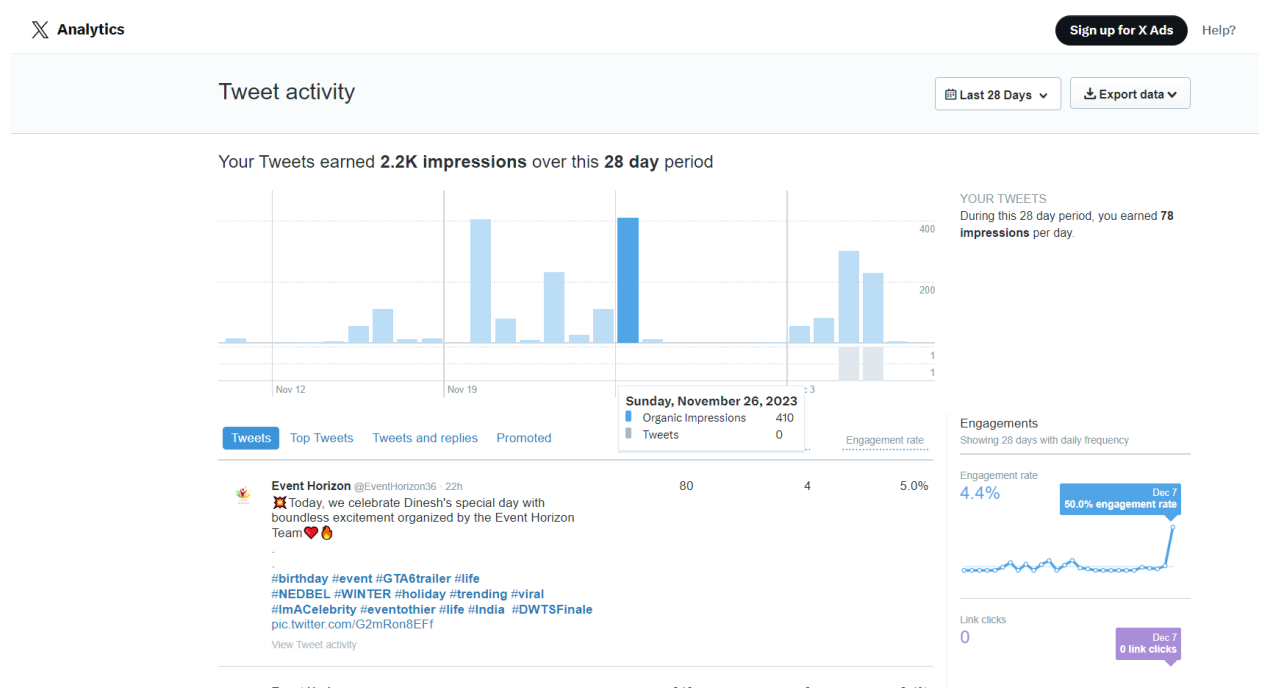 X Analytics
Sign up for X Ads
Help?
Tweet activity
Last 28 Days
Export data
Your Tweets earned 2.2K impressions over this 28 day period
YOUR TWEETS
During this 28 day period, you earned 78
impressions per day.
400
200
1
1
Nov 12
Nov 19
c 3
Sunday, November 26, 2023
Organic Impressions 410
Tweets 0
Tweets
Top Tweets
Tweets and replies
Promoted
Engagement rate
Event Horizon @EventHorizon36 · 22h
80
4
5.0%
💥Today, we celebrate Dinesh's special day with
boundless excitement organized by the Event Horizon
Team❤️🔥
.
.
#birthday #event #GTA6trailer #life
#NEDBEL #WINTER #holiday #trending #viral
#ImACelebrity #eventothier #life #India #DWTSFinale
pic.twitter.com/G2mRon8EFf
View Tweet activity
Engagements
Showing 28 days with daily frequency
Engagement rate
4.4%
Dec 7
50.0% engagement rate
Link clicks
0
Dec 7
0 link clicks